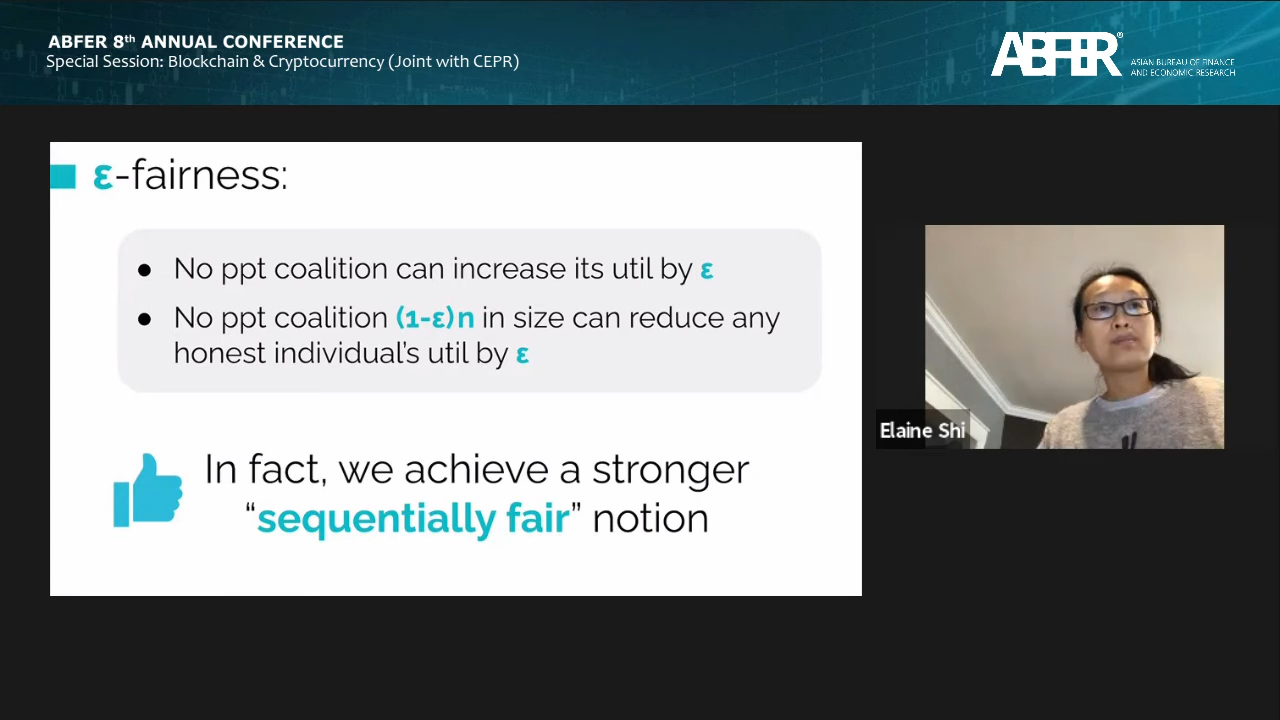 ABFER 8th ANNUAL CONFERENCE
Special Session: Blockchain & Cryptocurrency (Joint with CEPR)
ABFER®
ASIAN BUREAU OF FINANCE
AND ECONOMIC RESEARCH
ε-fairness:
● No ppt coalition can increase its util by ε
● No ppt coalition (1-ε)n in size can reduce any
honest individual's util by ε
In fact, we achieve a stronger
“sequentially fair” notion
Elaine Shi